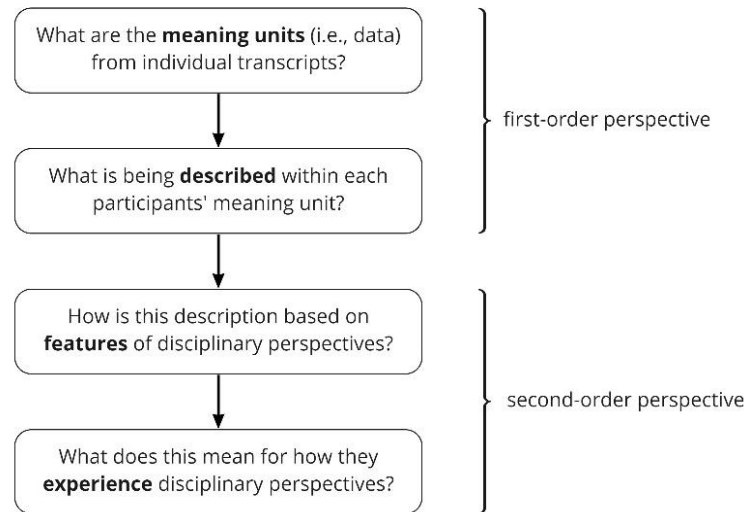 What are the meaning units (i.e., data)
from individual transcripts?
first-order perspective
What is being described within each
participants' meaning unit?
How is this description based on
features of disciplinary perspectives?
second-order perspective
What does this mean for how they
experience disciplinary perspectives?